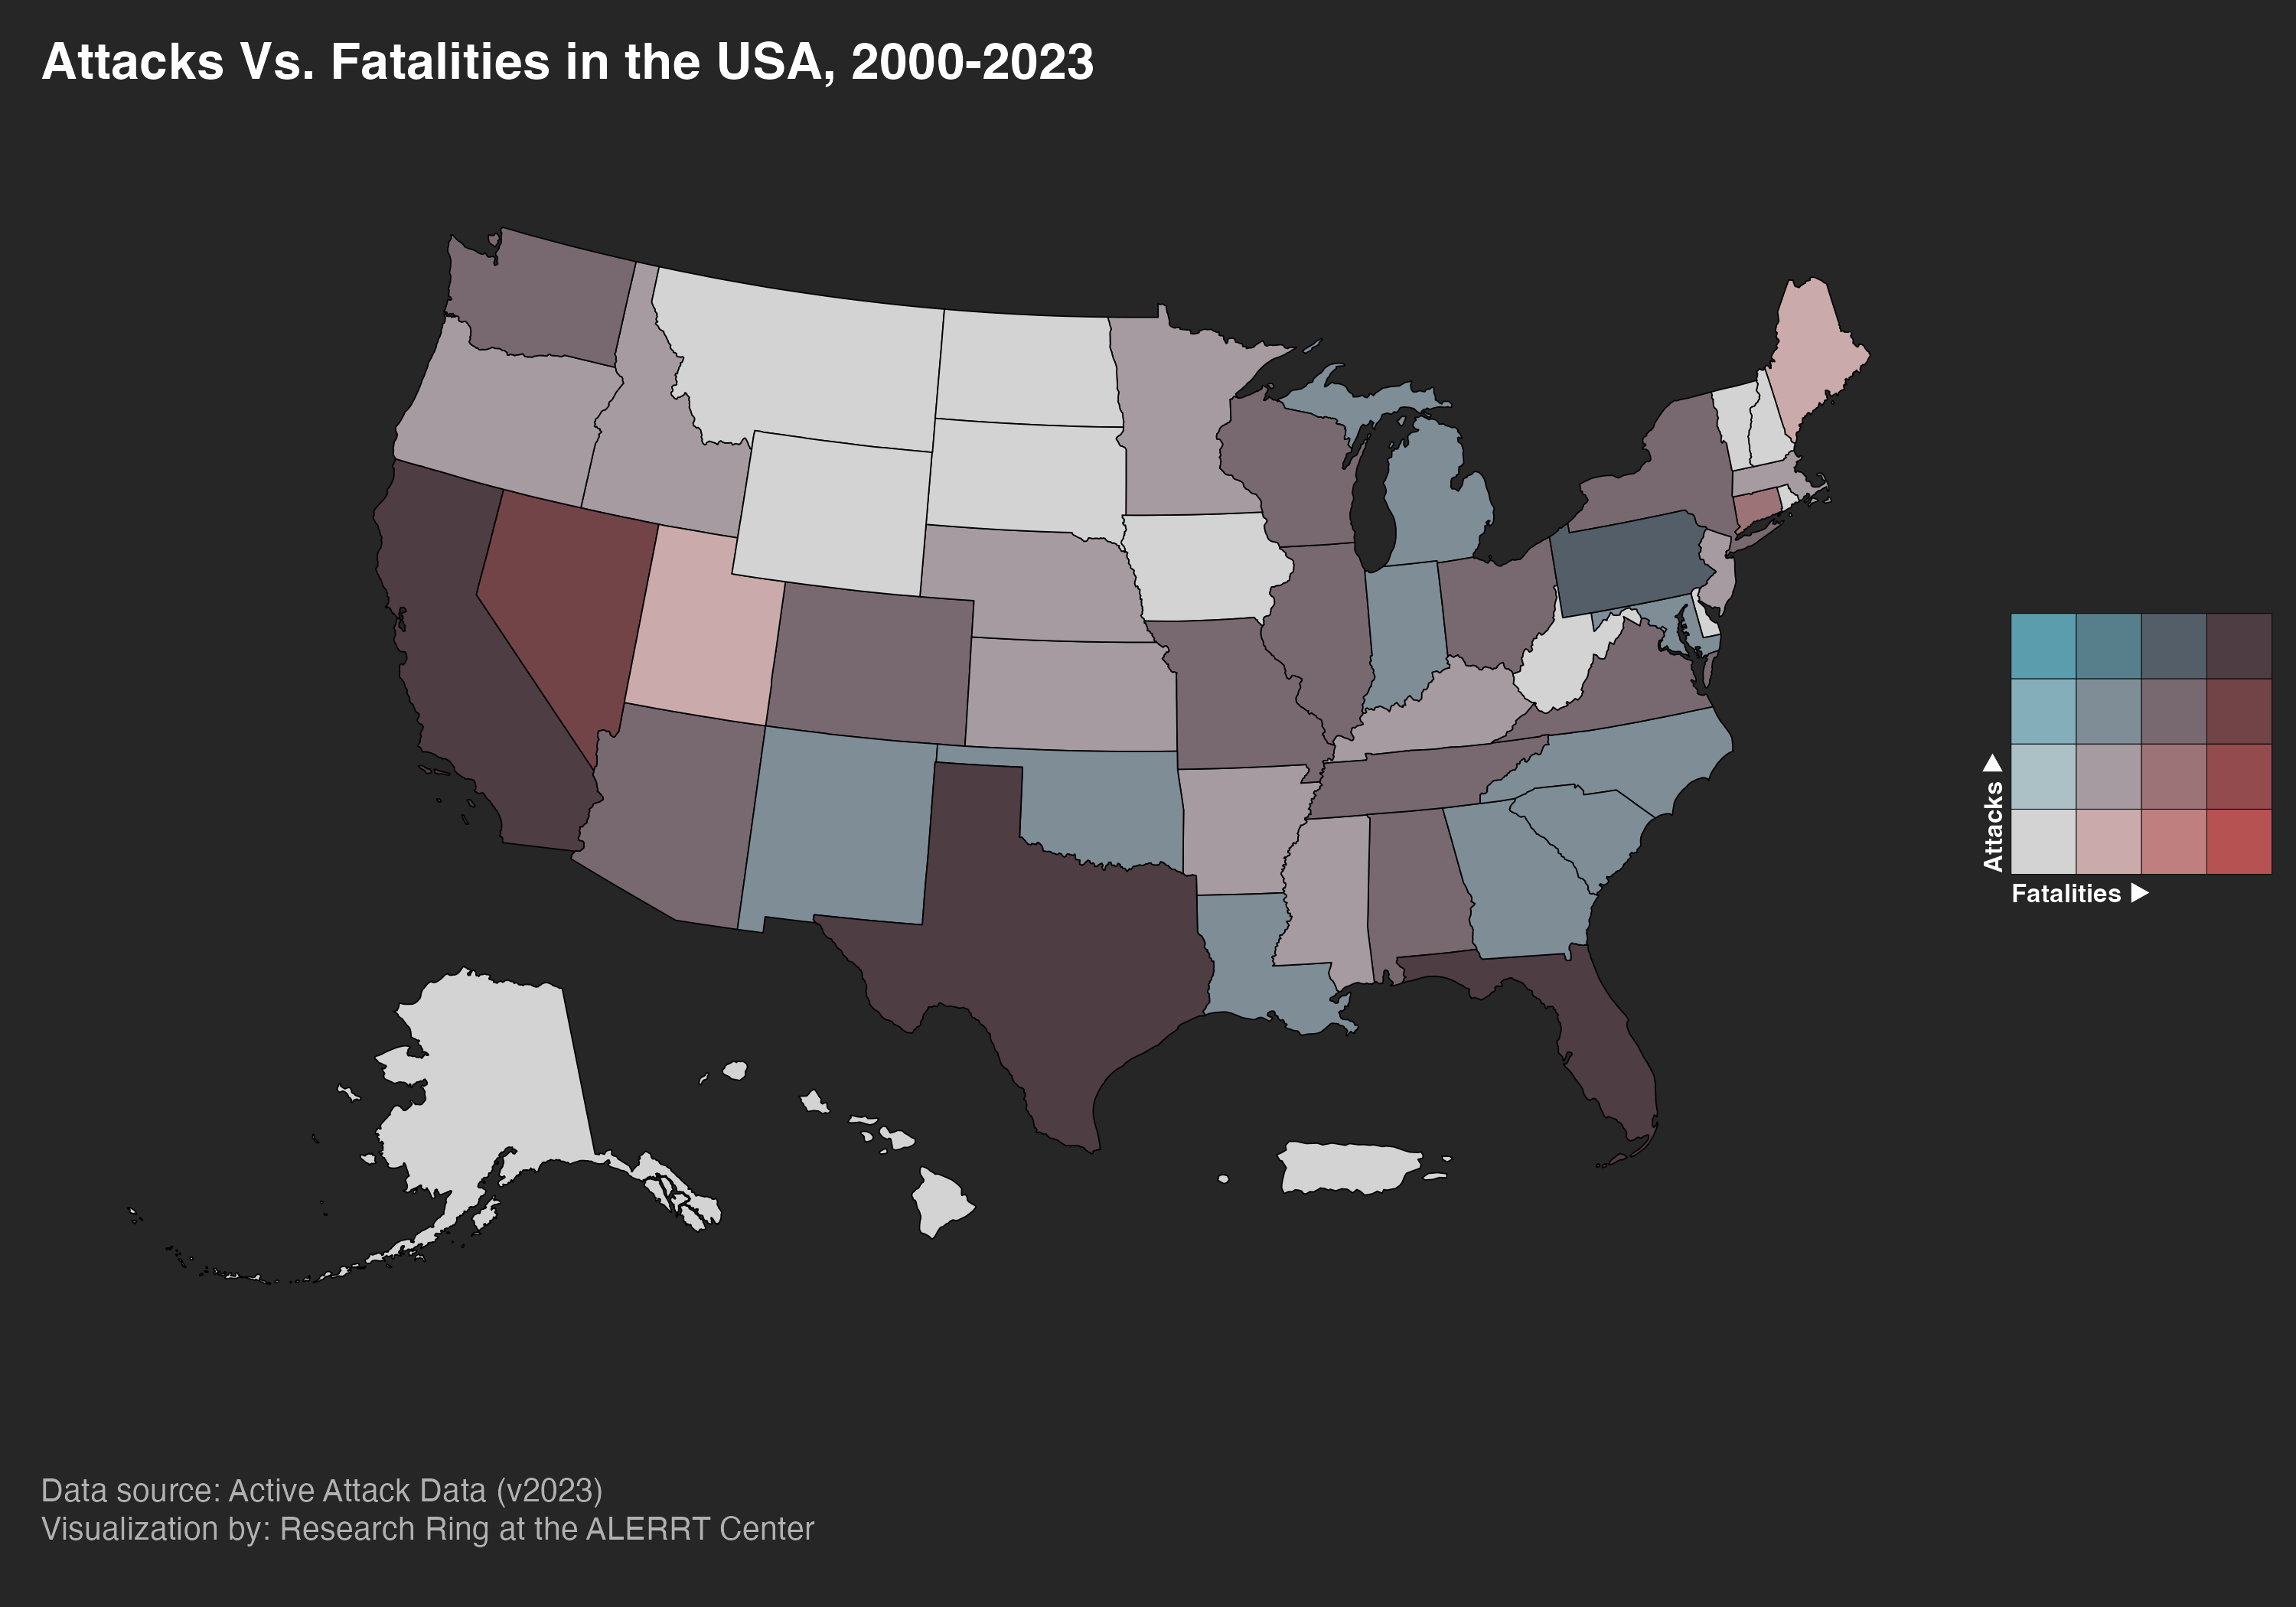 Attacks Vs. Fatalities in the USA, 2000-2023
Attacks ▶
Fatalities ▶
Data source: Active Attack Data (v2023)
Visualization by: Research Ring at the ALERRT Center